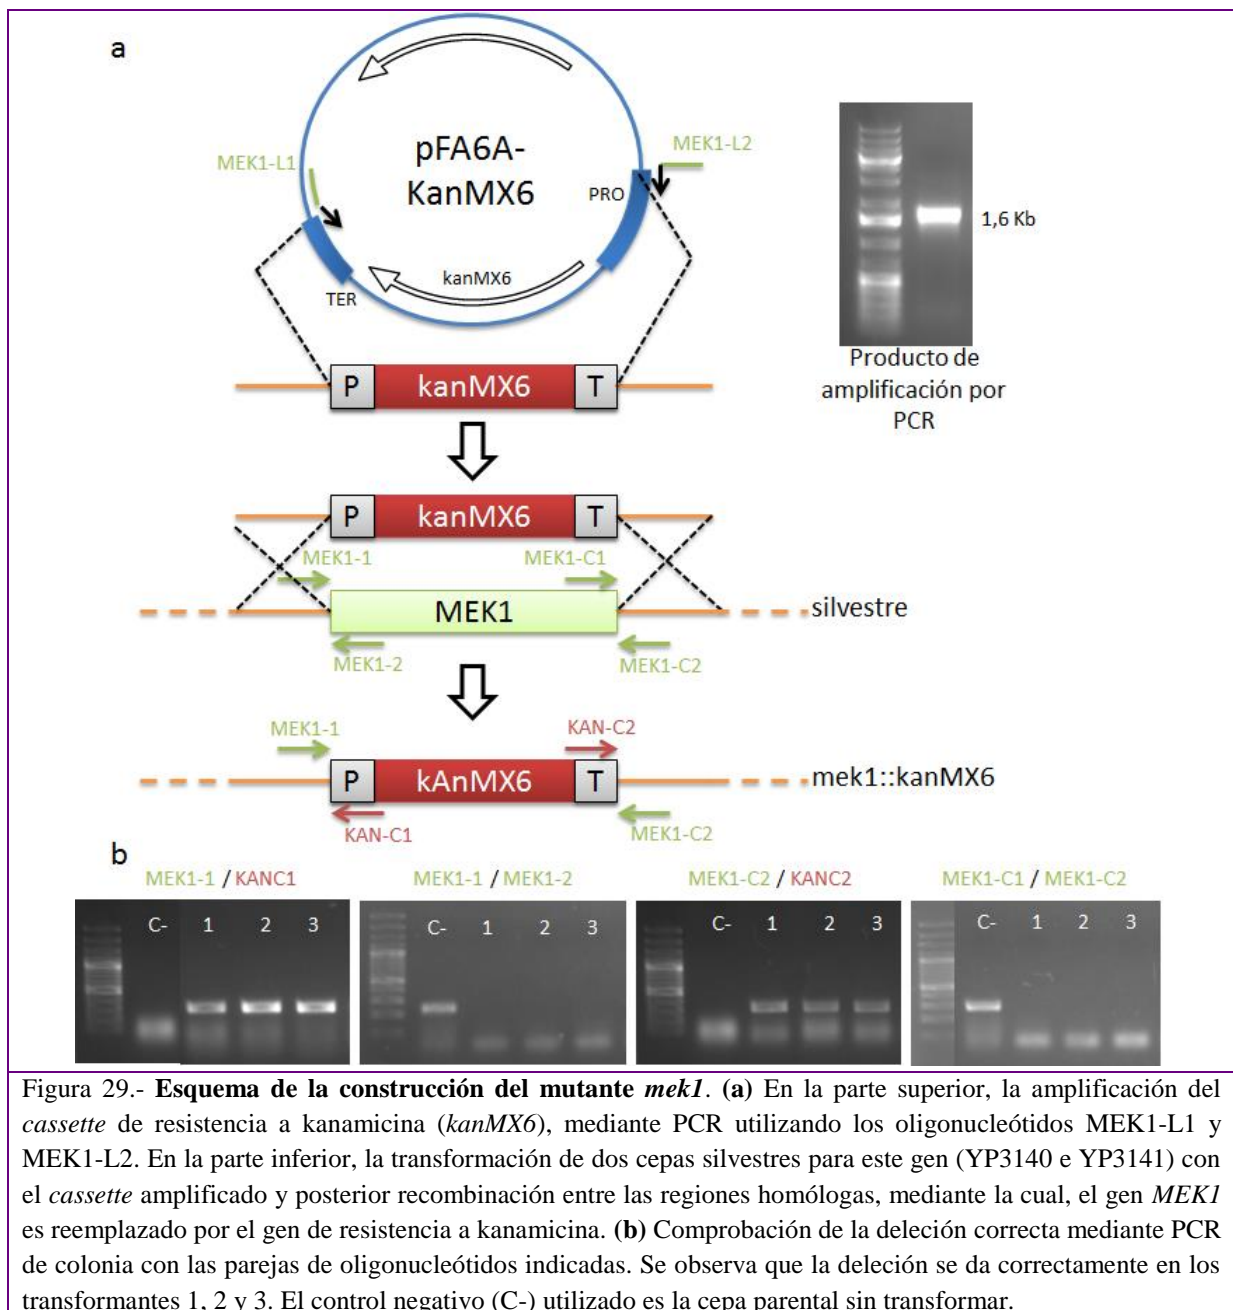 a
MEK1-L1
pFA6A-
KanMX6
MEK1-L2
PRO
kanMX6
TER
1,6 Kb
Producto de
amplificación por
PCR
P kanMX6 T
P kanMX6 T
MEK1-1 MEK1-C1
MEK1 silvestre
MEK1-2 MEK1-C2
MEK1-1 KAN-C2
P kAnMX6 T mek1::kanMX6
KAN-C1 MEK1-C2
b
MEK1-1 / KANC1 MEK1-1 / MEK1-2 MEK1-C2 / KANC2 MEK1-C1 / MEK1-C2
C- 1 2 3 C- 1 2 3 C- 1 2 3 C- 1 2 3
Figura 29.- Esquema de la construcción del mutante mek1. (a) En la parte superior, la amplificación del
cassette de resistencia a kanamicina (kanMX6), mediante PCR utilizando los oligonucleótidos MEK1-L1 y
MEK1-L2. En la parte inferior, la transformación de dos cepas silvestres para este gen (YP3140 e YP3141) con
el cassette amplificado y posterior recombinación entre las regiones homólogas, mediante la cual, el gen MEK1
es reemplazado por el gen de resistencia a kanamicina. (b) Comprobación de la deleción correcta mediante PCR
de colonia con las parejas de oligonucleótidos indicadas. Se observa que la deleción se da correctamente en los
transformantes 1, 2 y 3. El control negativo (C-) utilizado es la cepa parental sin transformar.